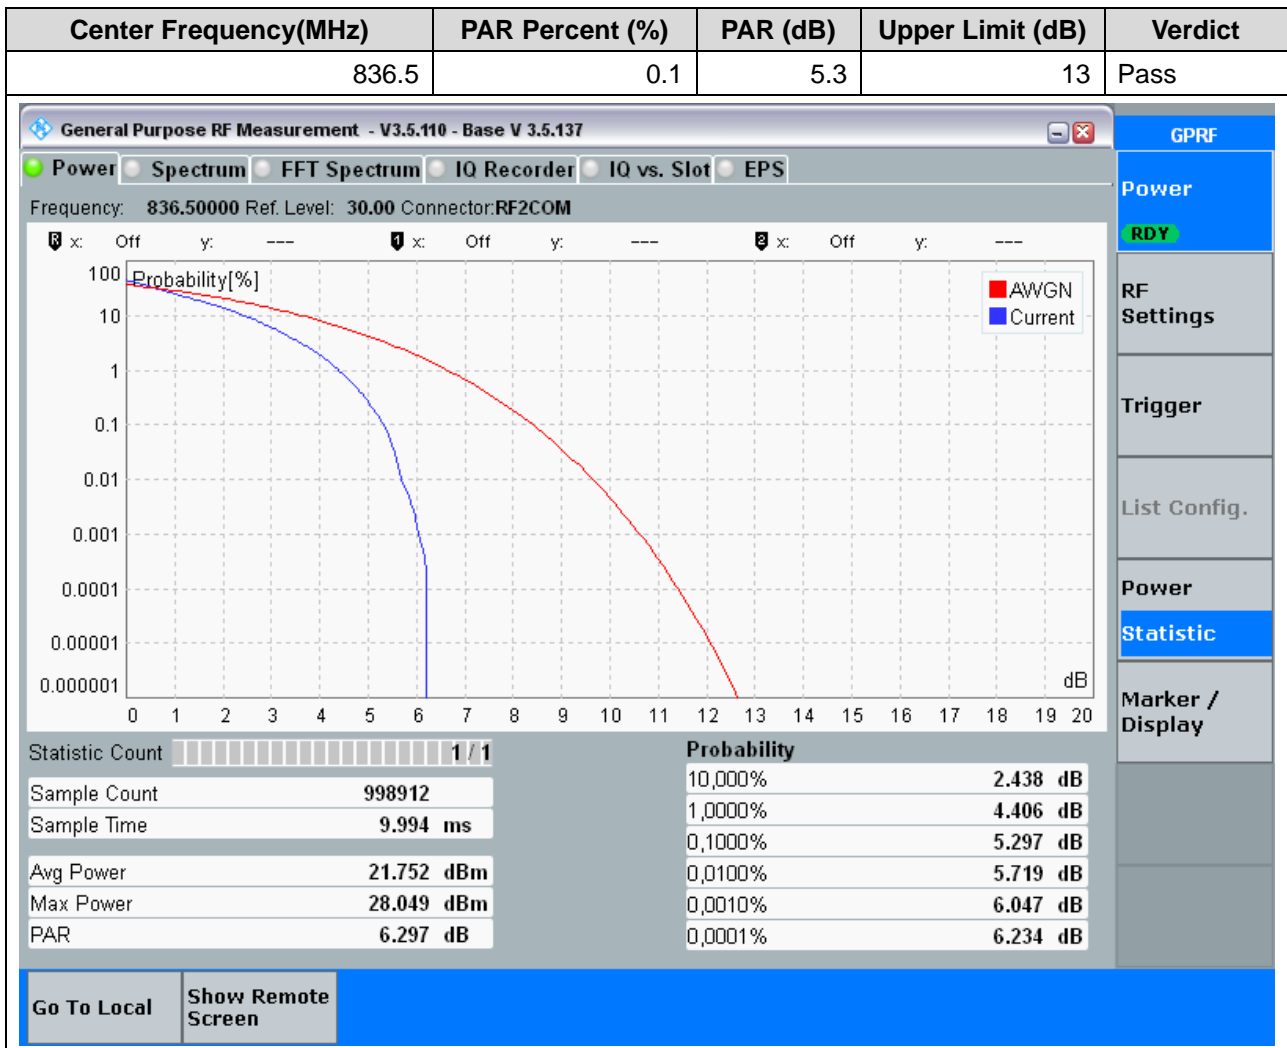 Center Frequency(MHz) PAR Percent (%) PAR (dB) Upper Limit (dB) Verdict
836.5 0.1 5.3 13 Pass
General Purpose RF Measurement - V3.5.110 - Base V 3.5.137
GPRF
Power Spectrum FFT Spectrum IQ Recorder IQ vs. Slot EPS
Power
RDY
Frequency: 836.50000 Ref. Level: 30.00 Connector:RF2COM
R x: Off y: --- 1 x: Off y: --- 2 x: Off y: ---
Probability[%]
AWGN
Current
100
10
1
0.1
0.01
0.001
0.0001
0.00001
0.000001
dB
0 1 2 3 4 5 6 7 8 9 10 11 12 13 14 15 16 17 18 19 20
RF
Settings
Trigger
List Config.
Power
Statistic
Marker /
Display
Statistic Count 1 / 1
Sample Count 998912
Sample Time 9.994 ms
Avg Power 21.752 dBm
Max Power 28.049 dBm
PAR 6.297 dB
Probability
10,000% 2.438 dB
1,0000% 4.406 dB
0,1000% 5.297 dB
0,0100% 5.719 dB
0,0010% 6.047 dB
0,0001% 6.234 dB
Go To Local
Show Remote
Screen